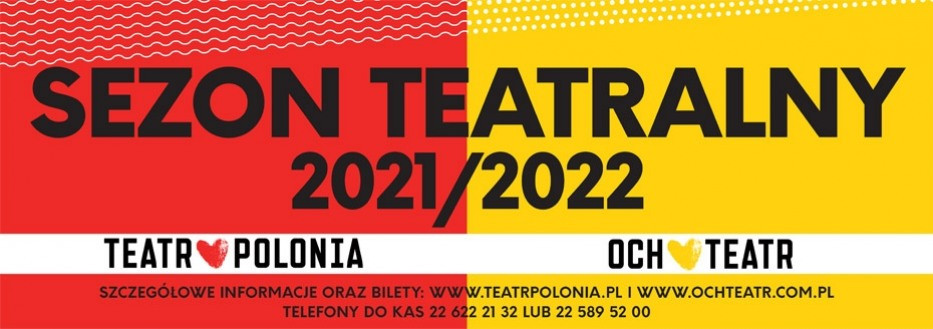 SEZON TEATRALNY
2021/2022
TEATR POLONIA
OCH TEATR
SZCZEGÓŁOWE INFORMACJE ORAZ BILETY: WWW.TEATRPOLONIA.PL I WWW.OCHTEATR.COM.PL
TELEFONY DO KAS 22 622 21 32 LUB 22 589 52 00